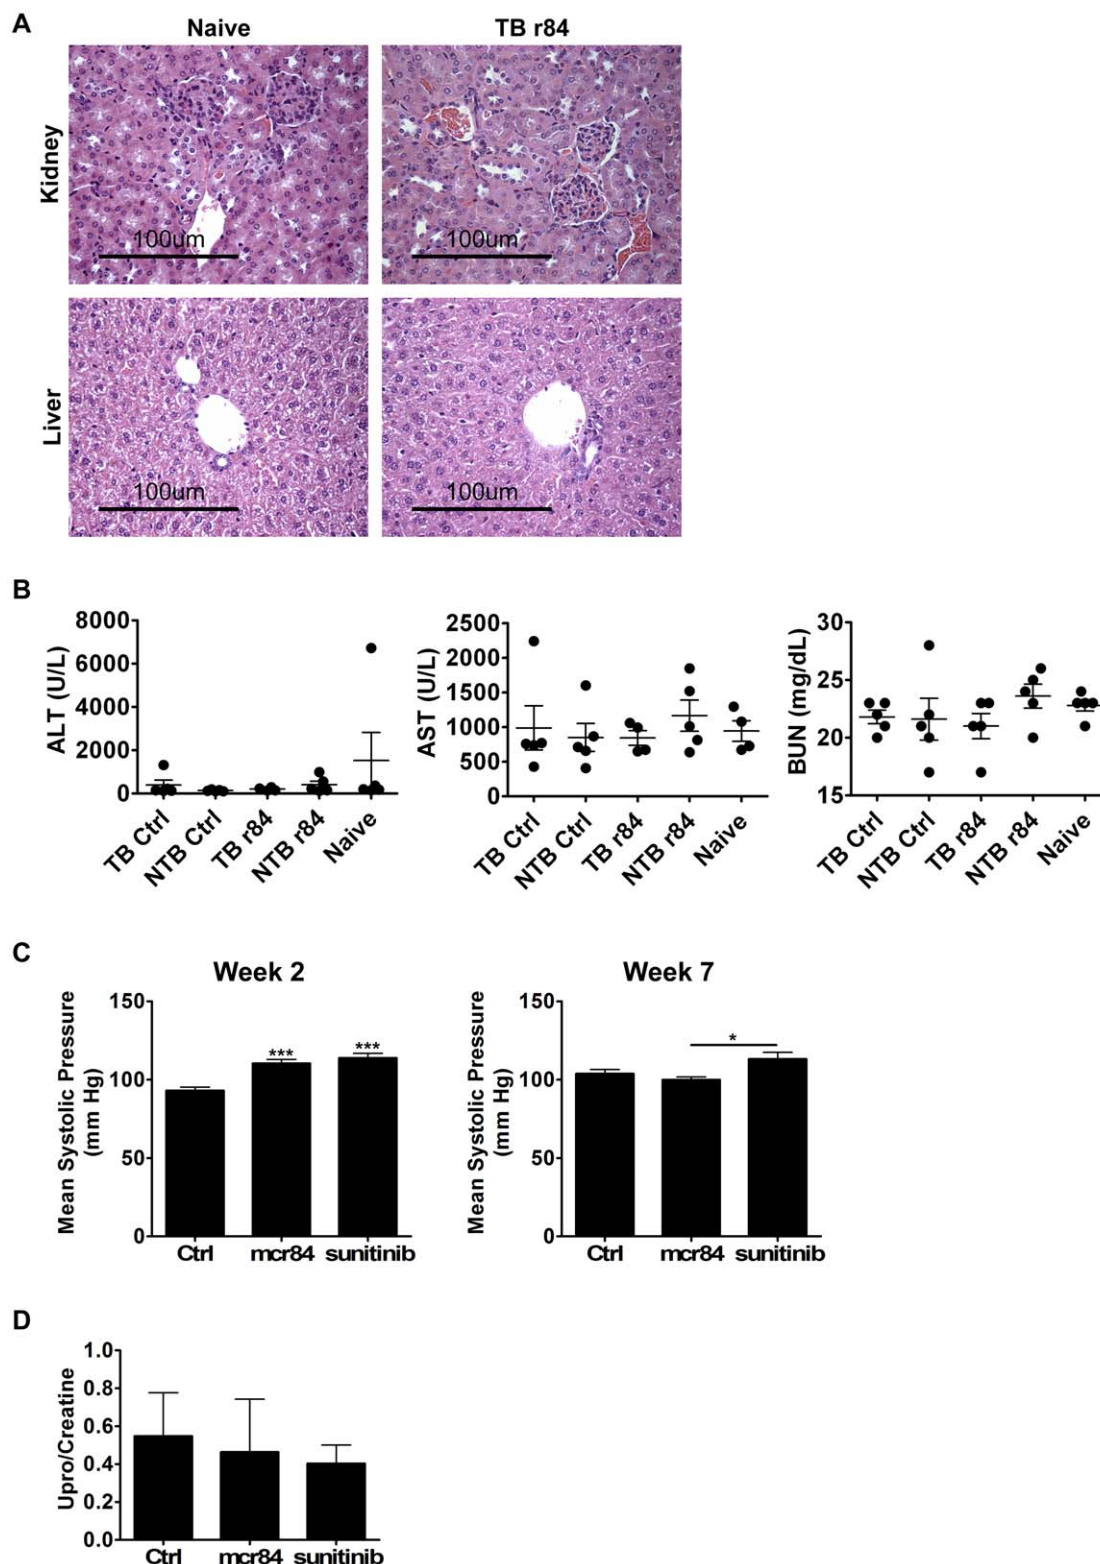 A
Naive
TB r84
Kidney
100um
100um
Liver
100um
100um
B
ALT (U/L)
8000
6000
4000
2000
0
TB Ctrl
NTB Ctrl
TB r84
NTB r84
Naive
AST (U/L)
2500
2000
1500
1000
500
0
TB Ctrl
NTB Ctrl
TB r84
NTB r84
Naive
BUN (mg/dL)
30
25
20
15
TB Ctrl
NTB Ctrl
TB r84
NTB r84
Naive
C
Week 2
Mean Systolic Pressure
(mm Hg)
150
100
50
0
***
***
Ctrl
mcr84
sunitinib
Week 7
Mean Systolic Pressure
(mm Hg)
150
100
50
0
*
Ctrl
mcr84
sunitinib
D
Upro/Creatine
1.0
0.8
0.6
0.4
0.2
0.0
Ctrl
mcr84
sunitinib